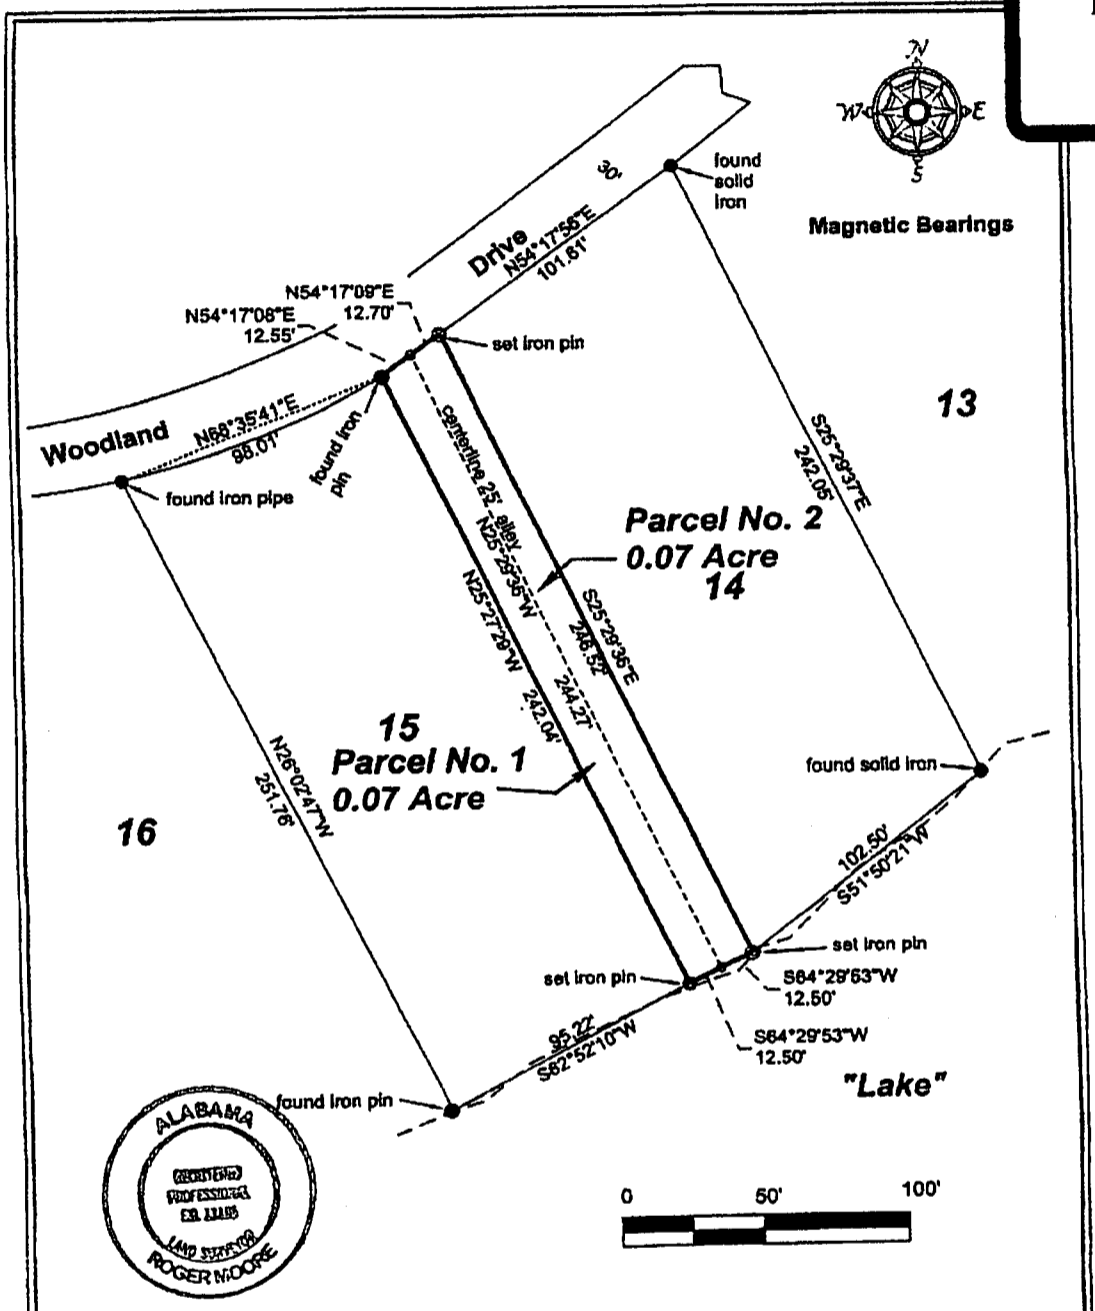 N
W E
S
Magnetic Bearings
found
solid
iron
30'
Drive
N54°17'56"E
101.61'
N54°17'09"E
12.70'
N54°17'08"E
12.55'
set iron pin
Woodland
N68°35'41"E
98.01'
found iron
pin
found iron pipe
13
S25°29'37"E
242.05'
centerline 25' alley
N25°29'36"W
244.27'
Parcel No. 2
0.07 Acre
14
N25°27'29"W
242.04'
S25°29'36"E
246.52'
15
Parcel No. 1
0.07 Acre
N26°02'47"W
251.76'
16
found solid iron
102.50'
S51°50'21"W
set iron pin
set iron pin
S64°29'53"W
12.50'
S64°29'53"W
12.50'
95.22'
S62°52'10"W
"Lake"
found iron pin
ALABAMA
PROFESSIONAL
LAND SURVEYOR
ROGER MOORE
0 50' 100'